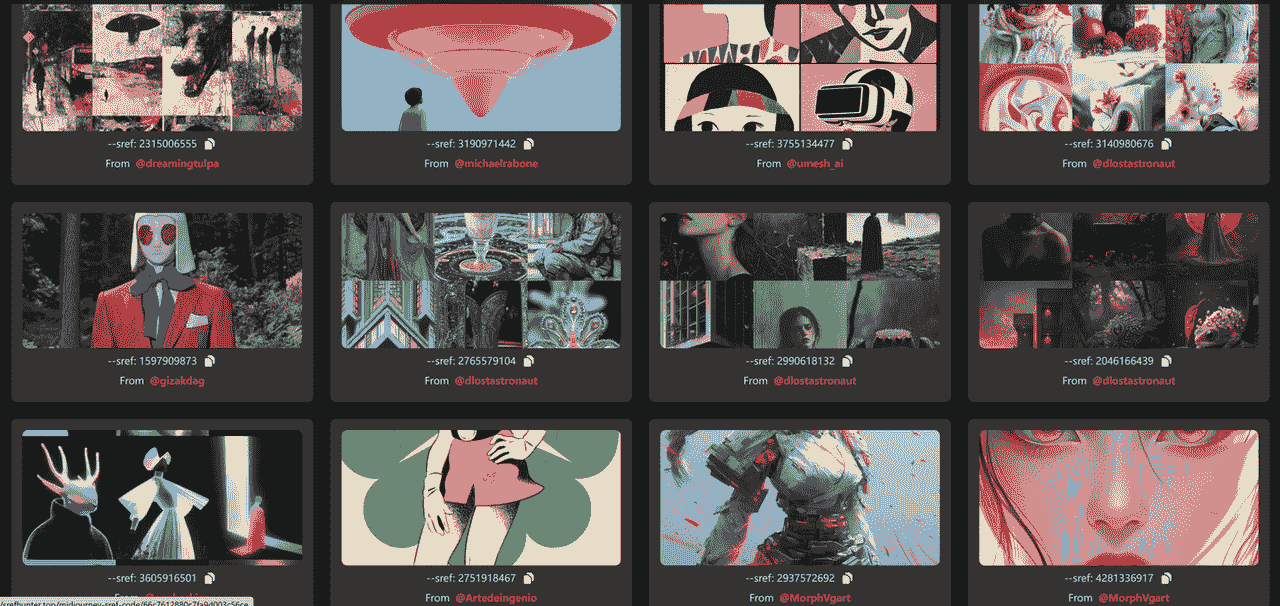 --sref: 2315006555
From @dreamingtulpa
--sref: 3190971442
From @michaelrabone
--sref: 3755134477
From @umesh_ai
--sref: 3140980676
From @dlostastronaut
--sref: 1597909873
From @gizakdag
--sref: 2765579104
From @dlostastronaut
--sref: 2990618132
From @dlostastronaut
--sref: 2046166439
From @dlostastronaut
--sref: 3605916501
From
--sref: 2751918467
From @Artedeingenio
--sref: 2937572692
From @MorphVgart
--sref: 4281336917
From @MorphVgart